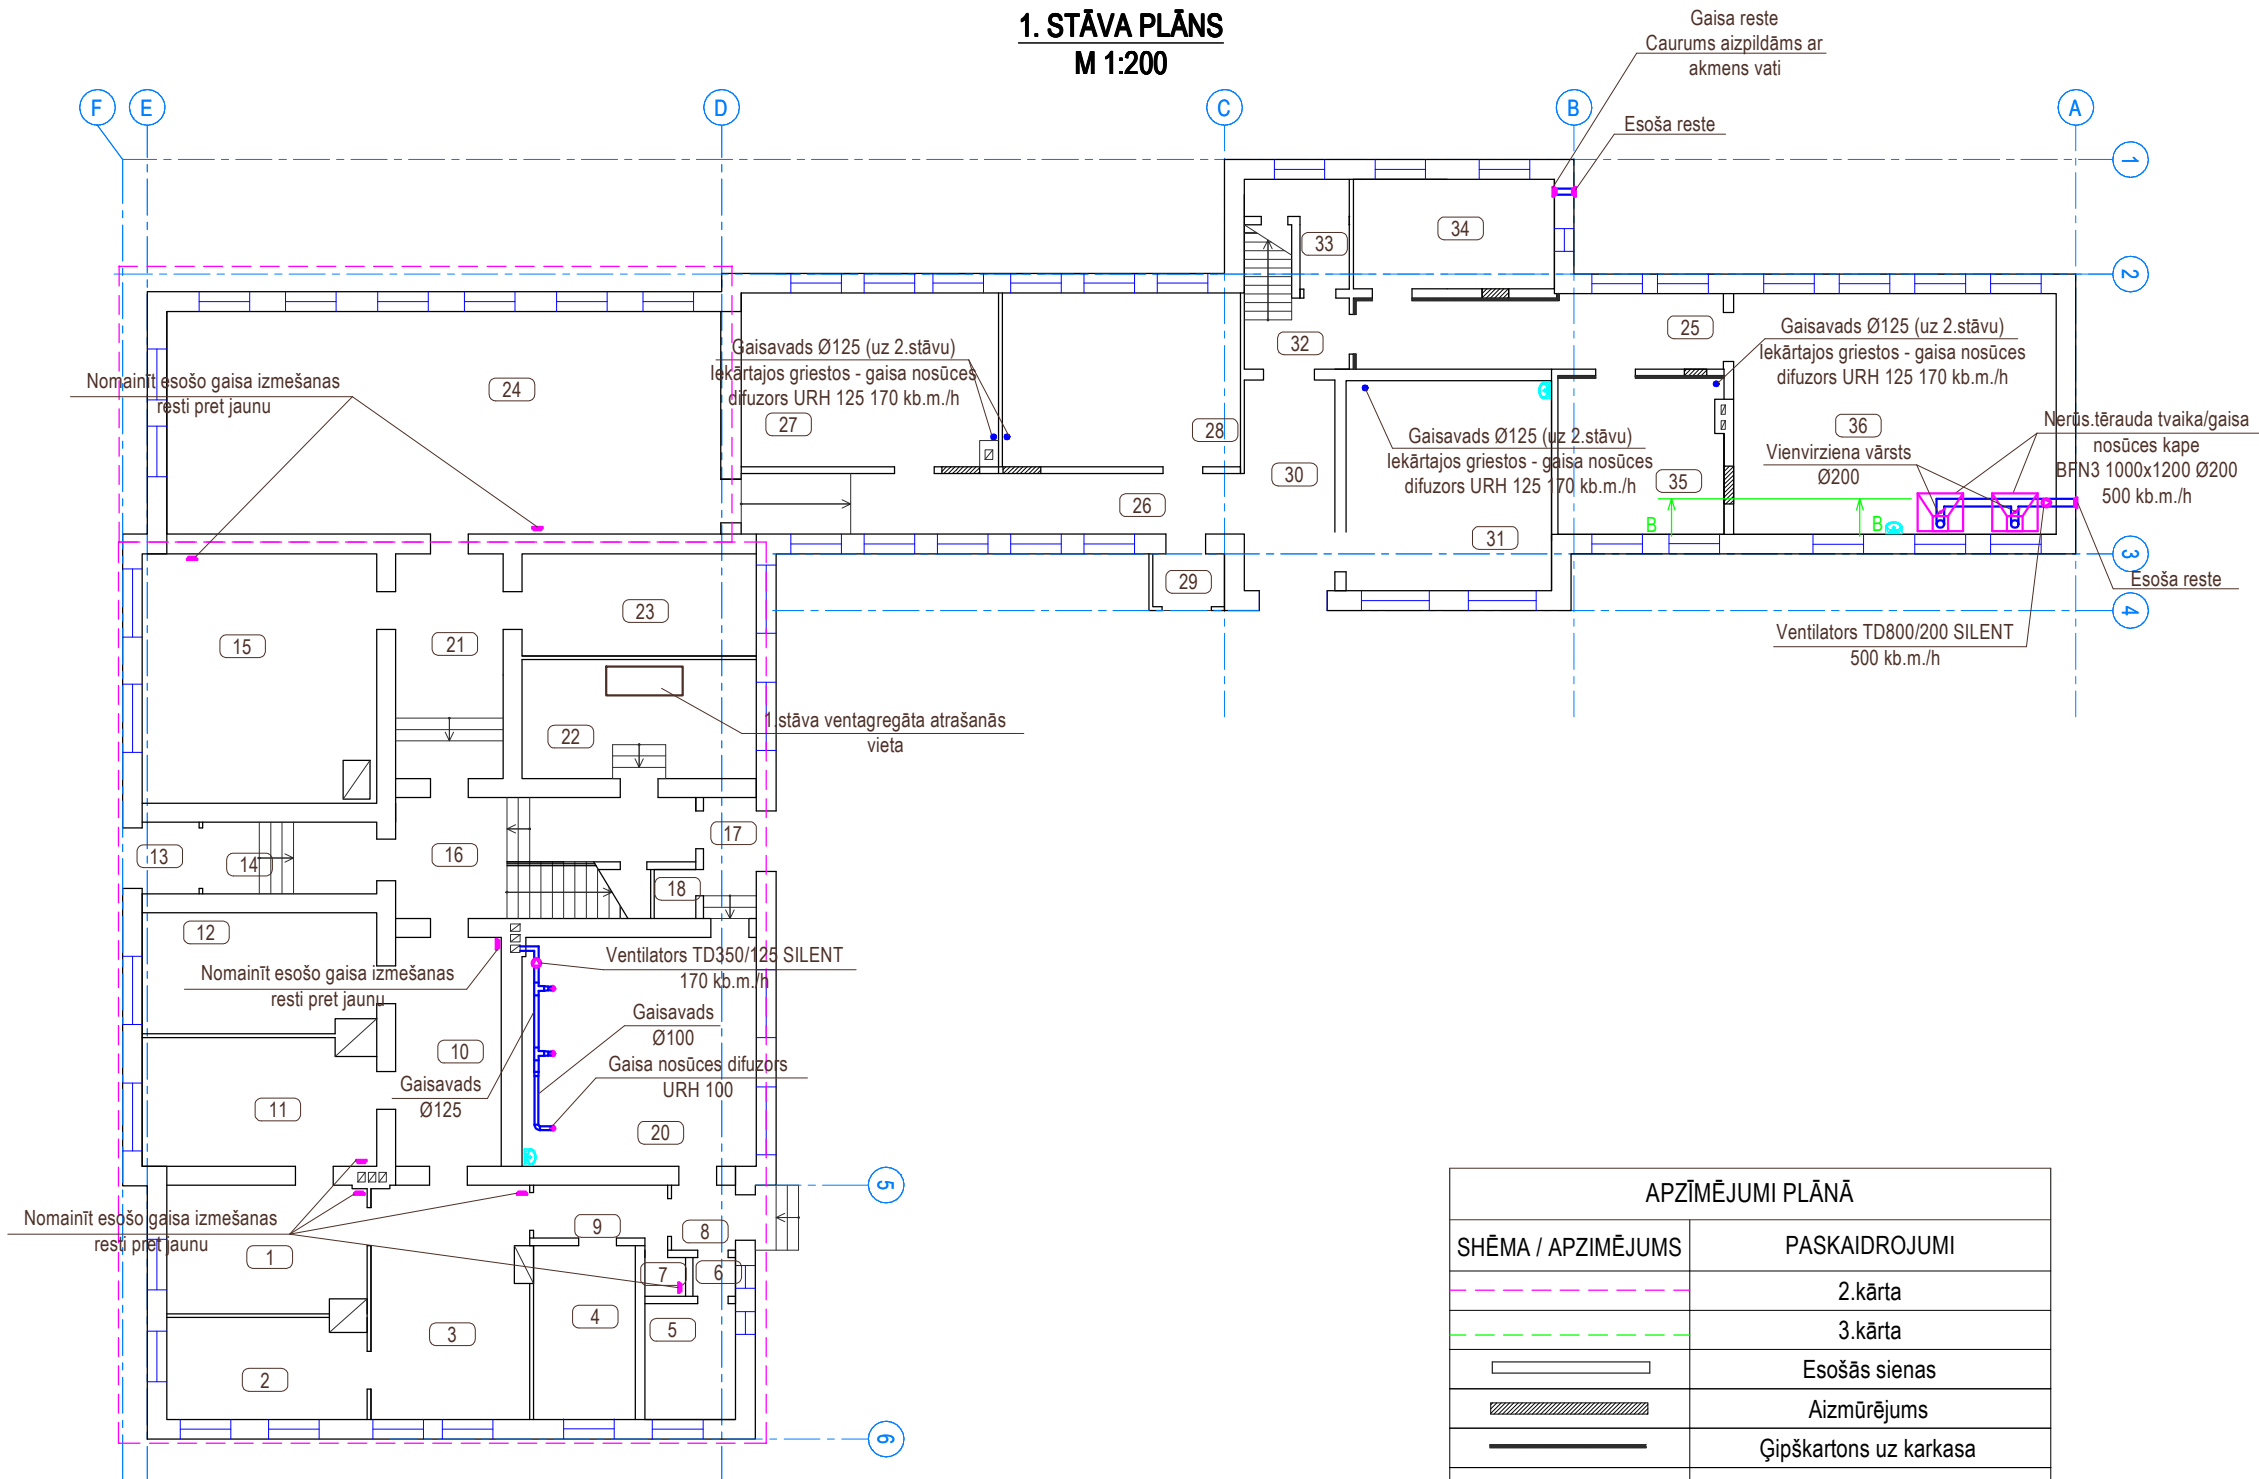 1. STĀVA PLĀNS
M 1:200
Gaisa reste
Caurums aizpildāms ar
akmens vati
Esoša reste
F
E
D
C
B
A
1
2
3
4
5
6
Nomainīt esošo gaisa izmešanas
resti pret jaunu
24
Gaisavads Ø125 (uz 2.stāvu)
Iekārtajos griestos - gaisa nosūces
difuzors URH 125 170 kb.m./h
27
28
26
33
34
32
30
25
Gaisavads Ø125 (uz 2.stāvu)
Iekārtajos griestos - gaisa nosūces
difuzors URH 125 170 kb.m./h
Gaisavads Ø125 (uz 2.stāvu)
Iekārtajos griestos - gaisa nosūces
difuzors URH 125 170 kb.m./h
36
Nerūs.tērauda tvaika/gaisa
nosūces kape
BFN3 1000x1200 Ø200
500 kb.m./h
Vienvirziena vārsts
Ø200
35
B
B
31
29
Esoša reste
Ventilators TD800/200 SILENT
500 kb.m./h
15
21
23
22
1.stāva ventagregāta atrašanās
vieta
13
14
16
17
18
12
Nomainīt esošo gaisa izmešanas
resti pret jaunu
Ventilators TD350/125 SILENT
170 kb.m./h
Gaisavads
Ø100
Gaisa nosūces difuzors
URH 100
10
Gaisavads
Ø125
11
20
Nomainīt esošo gaisa izmešanas
resti pret jaunu
1
9
8
7
6
4
5
3
2
APZĪMĒJUMI PLĀNĀ
SHĒMA / APZIMĒJUMS
PASKAIDROJUMI
2.kārta
3.kārta
Esošās sienas
Aizmūrējums
Ģipškartons uz karkasa